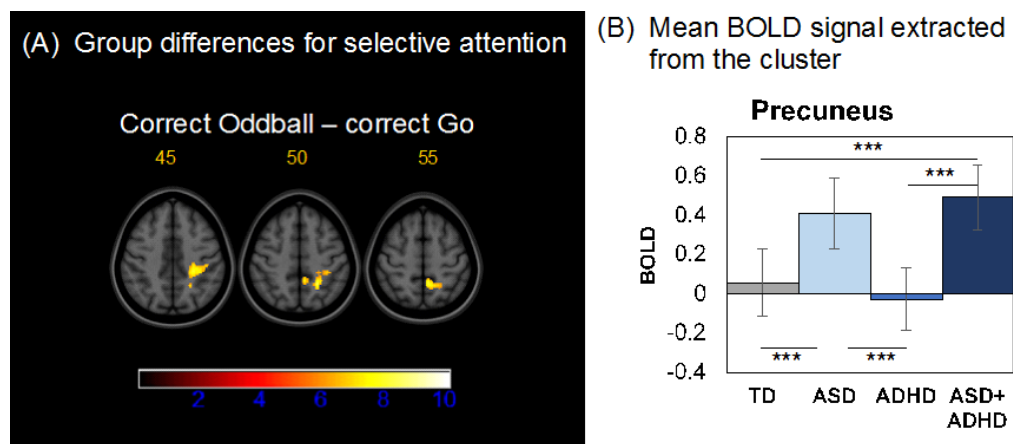 (A) Group differences for selective attention
Correct Oddball – correct Go
45 50 55
2 4 6 8 10
(B) Mean BOLD signal extracted
from the cluster
Precuneus
0.8
0.6
0.4
0.2
0
-0.2
-0.4
BOLD
***
***
*** ***
TD ASD ADHD ASD+
ADHD